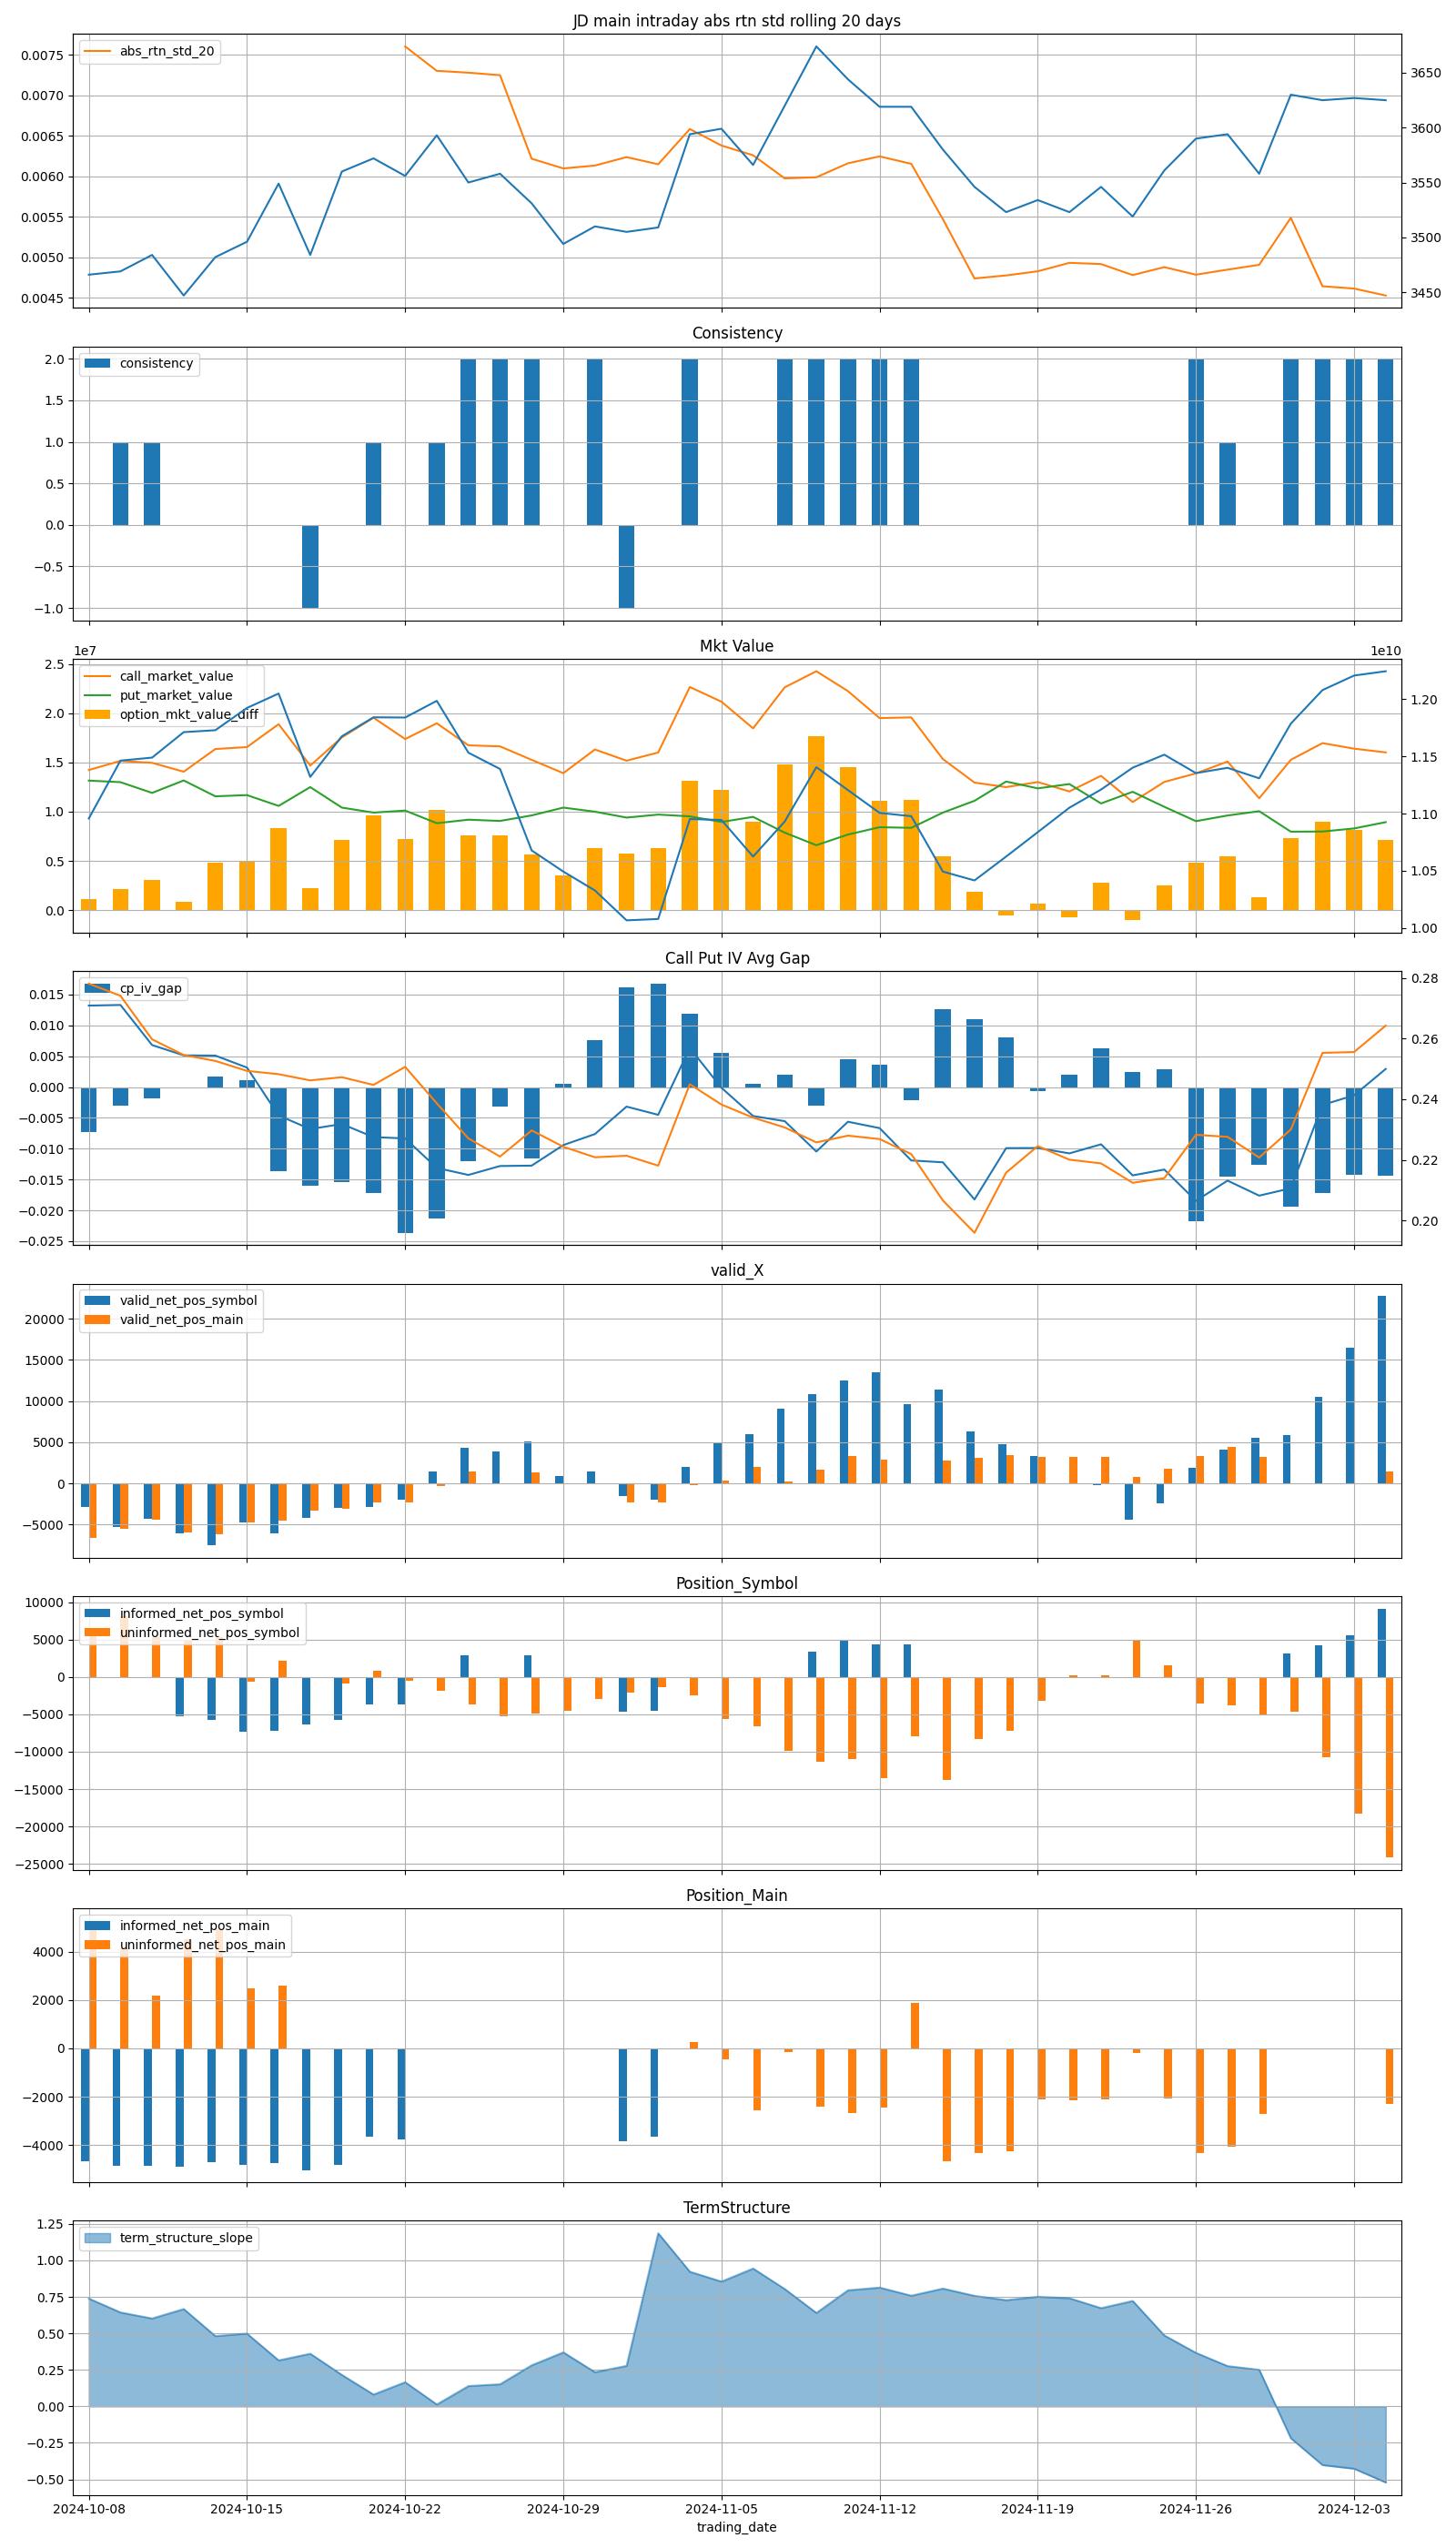 JD main intraday abs rtn std rolling 20 days
abs_rtn_std_20
0.0075
0.0070
0.0065
0.0060
0.0055
0.0050
0.0045
3650
3600
3550
3500
3450
Consistency
consistency
2.0
1.5
1.0
0.5
0.0
−0.5
−1.0
Mkt Value
1e7
1e10
call_market_value
put_market_value
option_mkt_value_diff
2.5
2.0
1.5
1.0
0.5
0.0
1.20
1.15
1.10
1.05
1.00
Call Put IV Avg Gap
cp_iv_gap
0.015
0.010
0.005
0.000
−0.005
−0.010
−0.015
−0.020
−0.025
0.28
0.26
0.24
0.22
0.20
valid_X
valid_net_pos_symbol
valid_net_pos_main
20000
15000
10000
5000
0
−5000
Position_Symbol
informed_net_pos_symbol
uninformed_net_pos_symbol
10000
5000
0
−5000
−10000
−15000
−20000
−25000
Position_Main
informed_net_pos_main
uninformed_net_pos_main
4000
2000
0
−2000
−4000
TermStructure
term_structure_slope
1.25
1.00
0.75
0.50
0.25
0.00
−0.25
−0.50
2024-10-08 2024-10-15 2024-10-22 2024-10-29 2024-11-05 2024-11-12 2024-11-19 2024-11-26 2024-12-03
trading_date